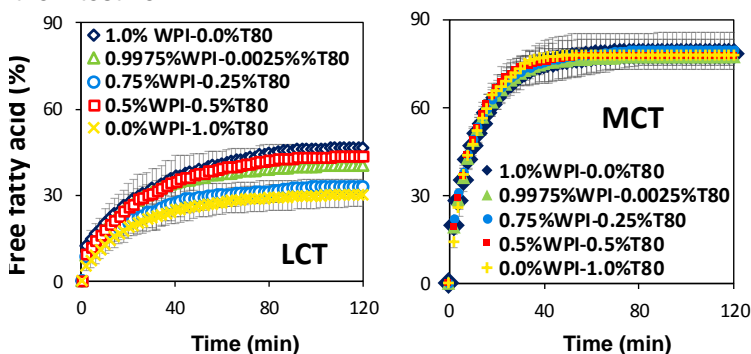 90
60
30
0
Free fatty acid (%)
1.0% WPI-0.0%T80
0.9975%WPI-0.0025%%T80
0.75%WPI-0.25%T80
0.5%WPI-0.5%T80
0.0%WPI-1.0%T80
LCT
0 40 80 120
Time (min)
90
60
30
0
MCT
1.0%WPI-0.0%T80
0.9975%WPI-0.0025%T80
0.75%WPI-0.25%T80
0.5%WPI-0.5%T80
0.0%WPI-1.0%T80
0 40 80 120
Time (min)